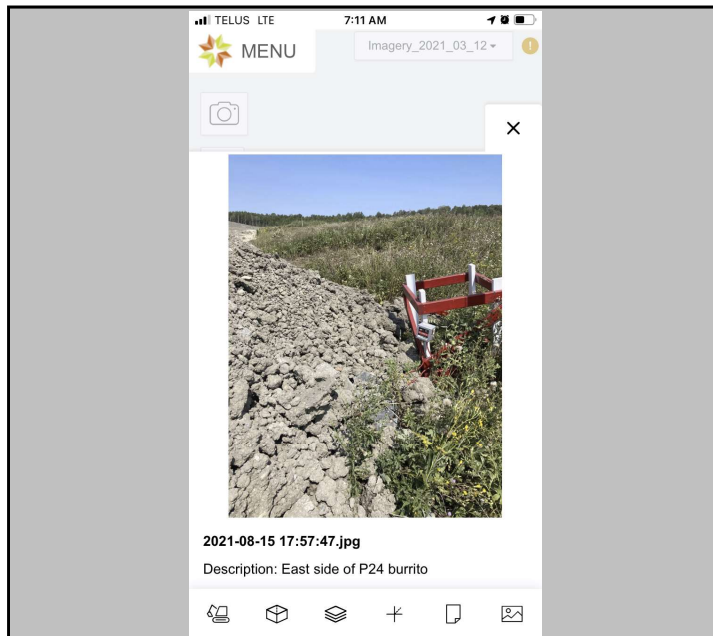 TELUS LTE 7:11 AM
MENU Imagery_2021_03_12
!
2021-08-15 17:57:47.jpg
Description: East side of P24 burrito